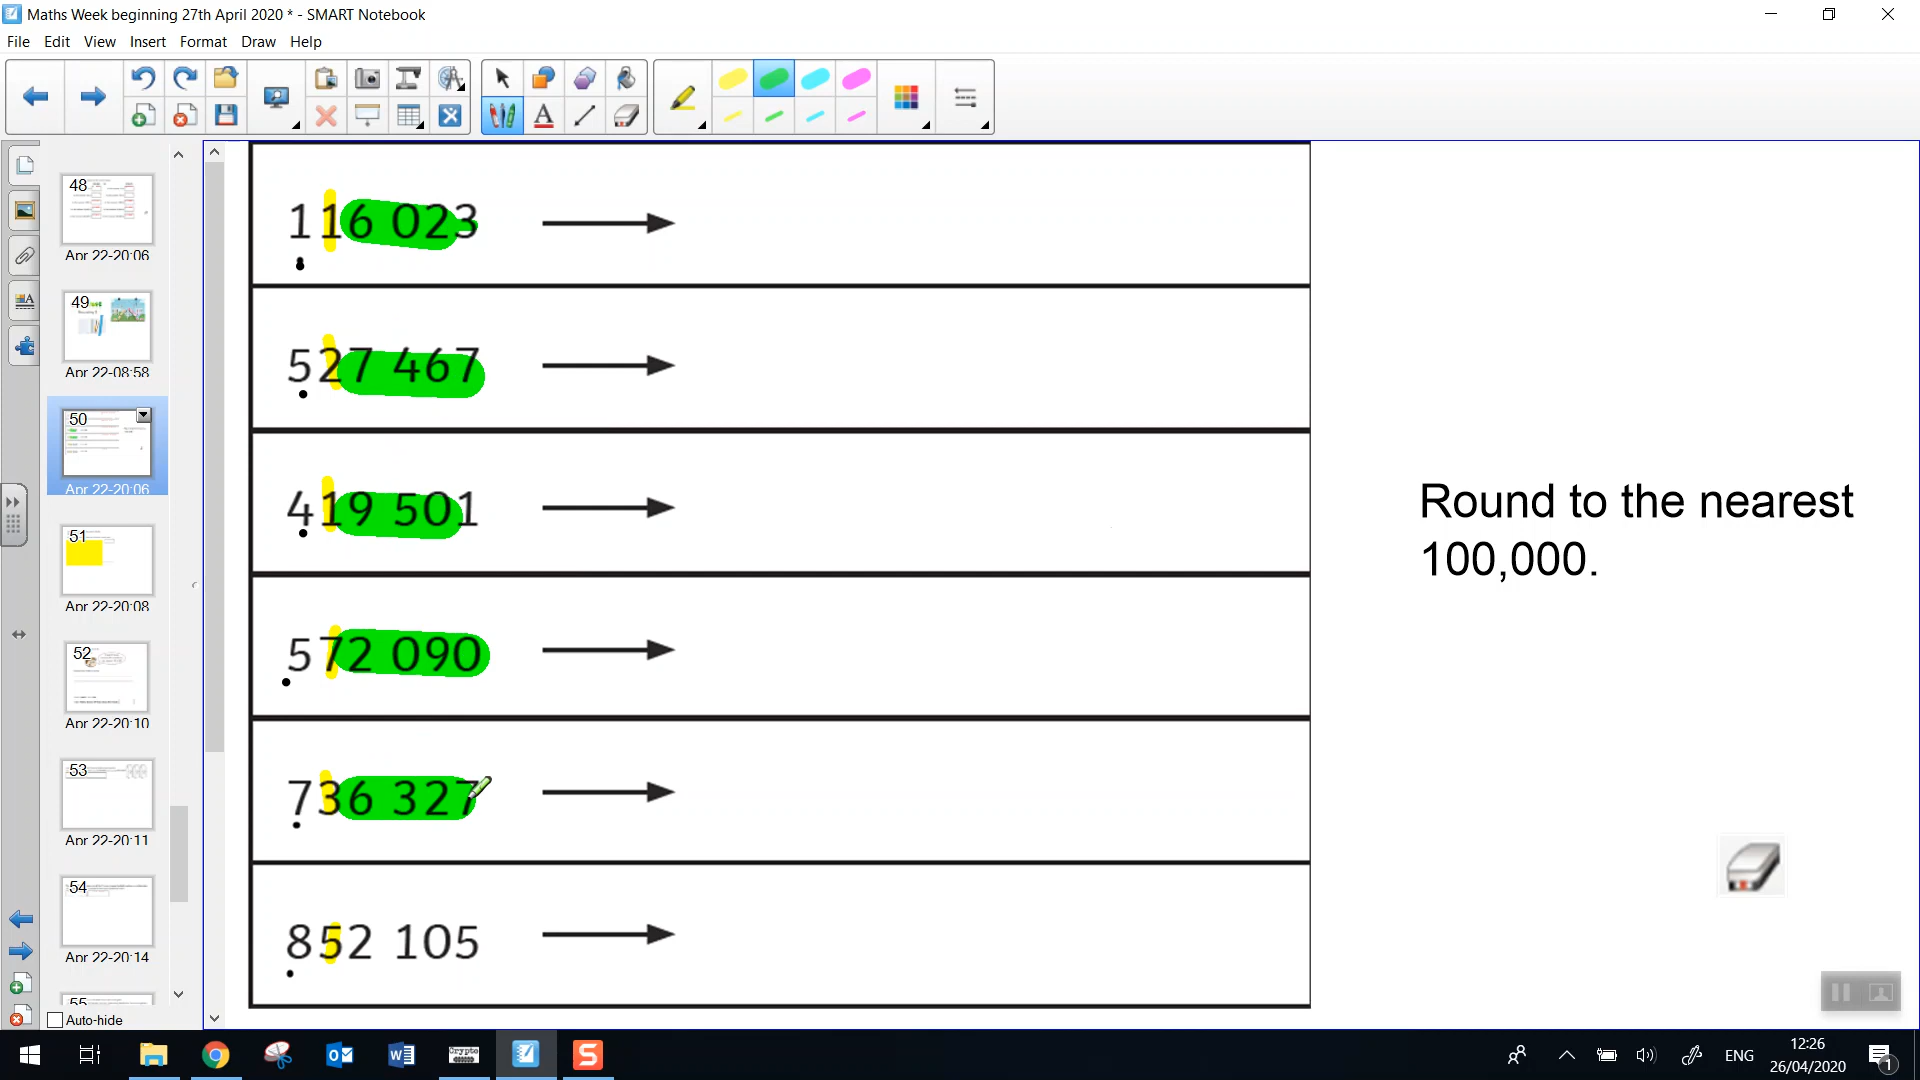 Maths Week beginning 27th April 2020 * - SMART Notebook
File Edit View Insert Format Draw Help
48
Apr 22-20:06
49
Apr 22-08:58
50
Apr 22-20:06
51
Apr 22-20:08
52
Apr 22-20:10
53
Apr 22-20:11
54
Apr 22-20:14
55
Auto-hide
116 023
527 467
419 501
572 090
736 327
852 105
Round to the nearest
100,000.
Crypto
ENG
12:26
26/04/2020
1